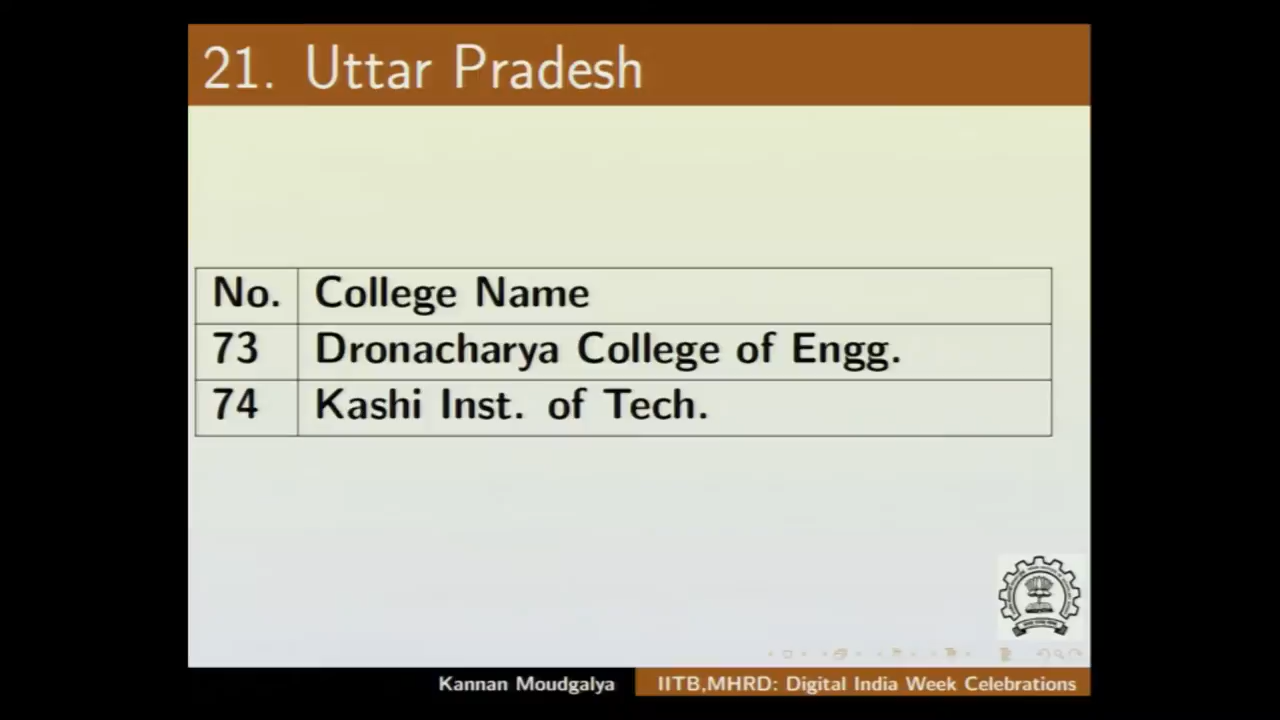 21. Uttar Pradesh
No. College Name
73 Dronacharya College of Engg.
74 Kashi Inst. of Tech.
Kannan Moudgalya IITB,MHRD: Digital India Week Celebrations